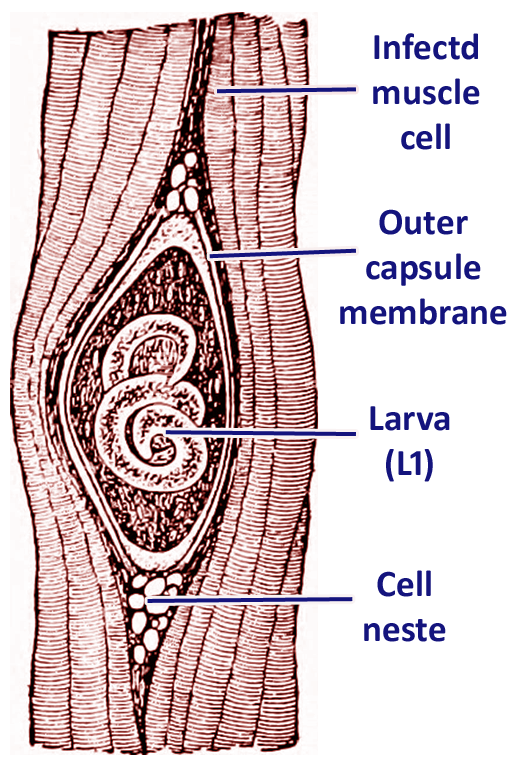 Infectd
muscle
cell
Outer
capsule
membrane
Larva
(L1)
Cell
neste